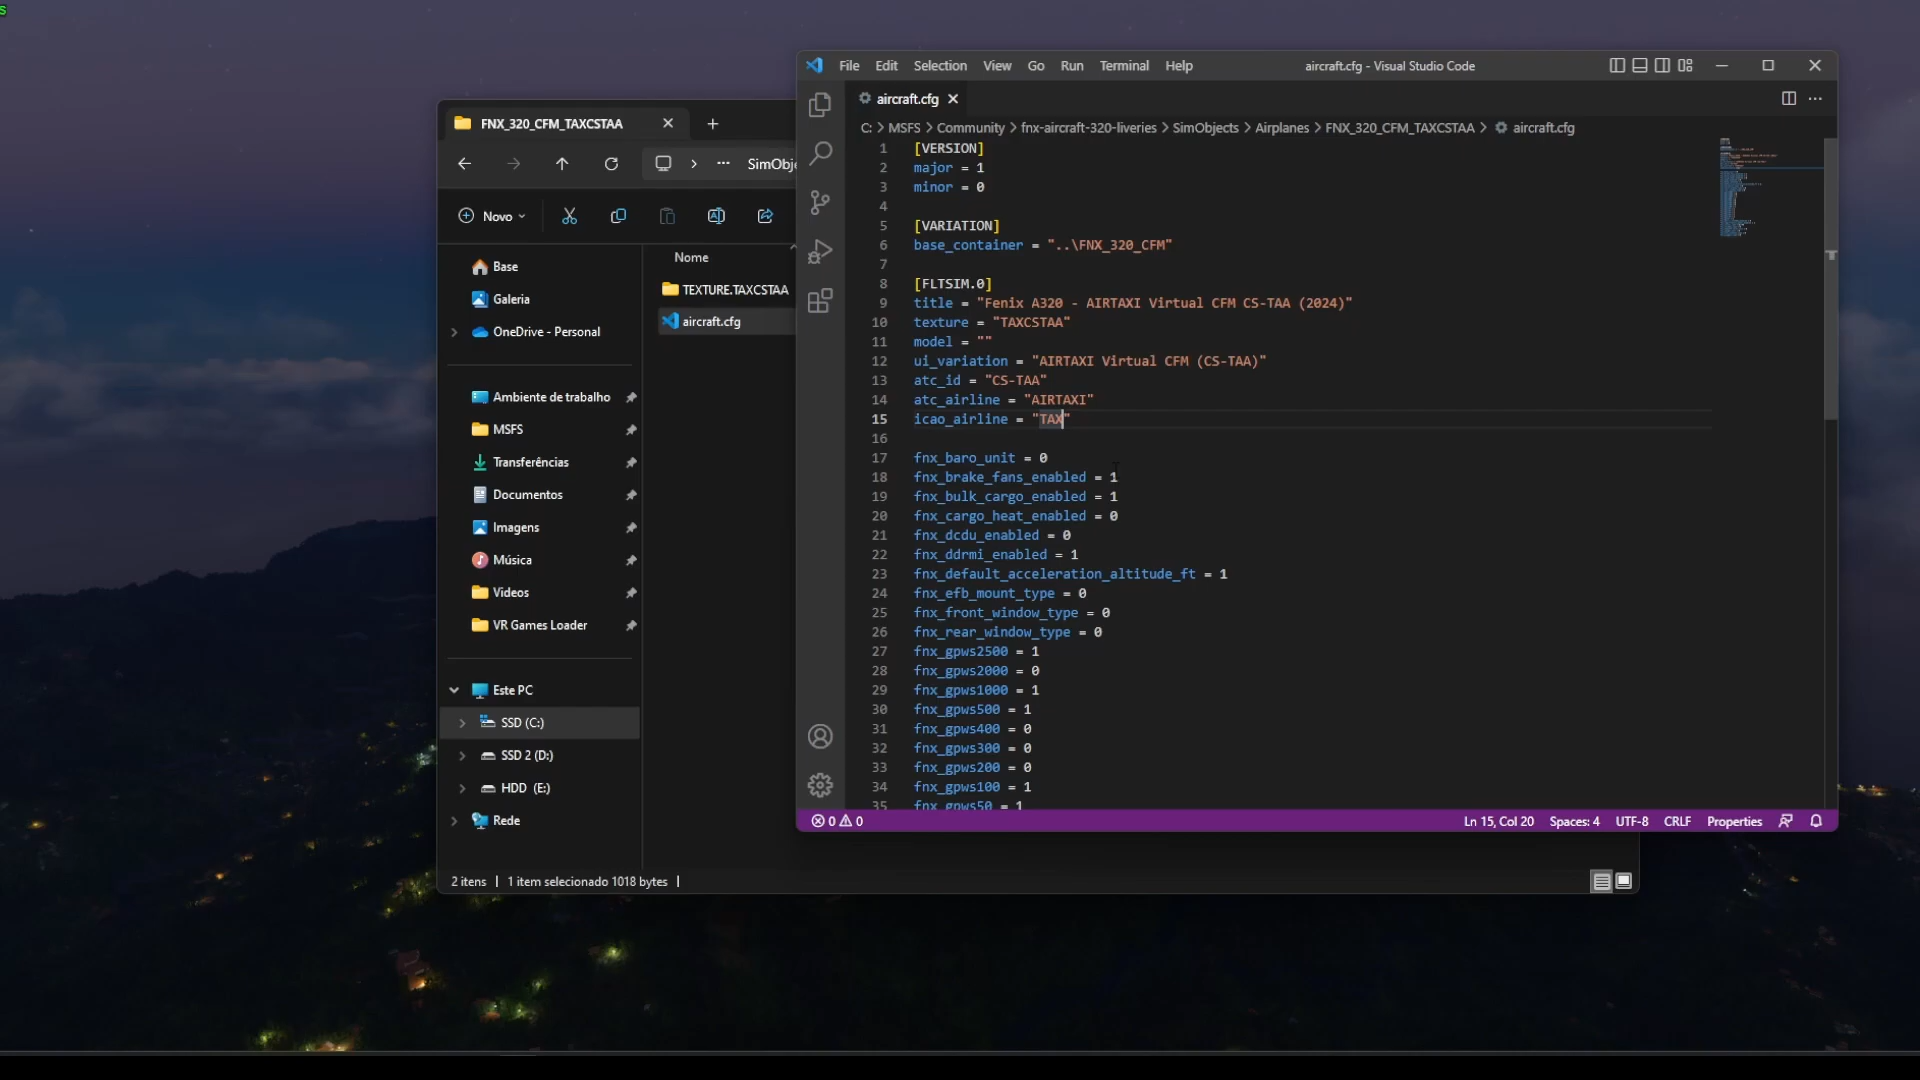 s
FNX_320_CFM_TAXCSTAA
SimObje
Novo
Base
Galeria
OneDrive - Personal
Ambiente de trabalho
MSFS
Transferências
Documentos
Imagens
Música
Videos
VR Games Loader
Este PC
SSD (C:)
SSD 2 (D:)
HDD (E:)
Rede
Nome
TEXTURE.TAXCSTAA
aircraft.cfg
2 itens | 1 item selecionado 1018 bytes |
File Edit Selection View Go Run Terminal Help
aircraft.cfg - Visual Studio Code
aircraft.cfg
C: > MSFS > Community > fnx-aircraft-320-liveries > SimObjects > Airplanes > FNX_320_CFM_TAXCSTAA > aircraft.cfg
1 [VERSION]
2 major = 1
3 minor = 0
4
5 [VARIATION]
6 base_container = "..\FNX_320_CFM"
7
8 [FLTSIM.0]
9 title = "Fenix A320 - AIRTAXI Virtual CFM CS-TAA (2024)"
10 texture = "TAXCSTAA"
11 model = ""
12 ui_variation = "AIRTAXI Virtual CFM (CS-TAA)"
13 atc_id = "CS-TAA"
14 atc_airline = "AIRTAXI"
15 icao_airline = "TAX"
16
17 fnx_baro_unit = 0
18 fnx_brake_fans_enabled = 1
19 fnx_bulk_cargo_enabled = 1
20 fnx_cargo_heat_enabled = 0
21 fnx_dcdu_enabled = 0
22 fnx_ddrmi_enabled = 1
23 fnx_default_acceleration_altitude_ft = 1
24 fnx_efb_mount_type = 0
25 fnx_front_window_type = 0
26 fnx_rear_window_type = 0
27 fnx_gpws2500 = 1
28 fnx_gpws2000 = 0
29 fnx_gpws1000 = 1
30 fnx_gpws500 = 1
31 fnx_gpws400 = 0
32 fnx_gpws300 = 0
33 fnx_gpws200 = 0
34 fnx_gpws100 = 1
35 fnx_gpws50 = 1
0 0
Ln 15, Col 20 Spaces: 4 UTF-8 CRLF Properties